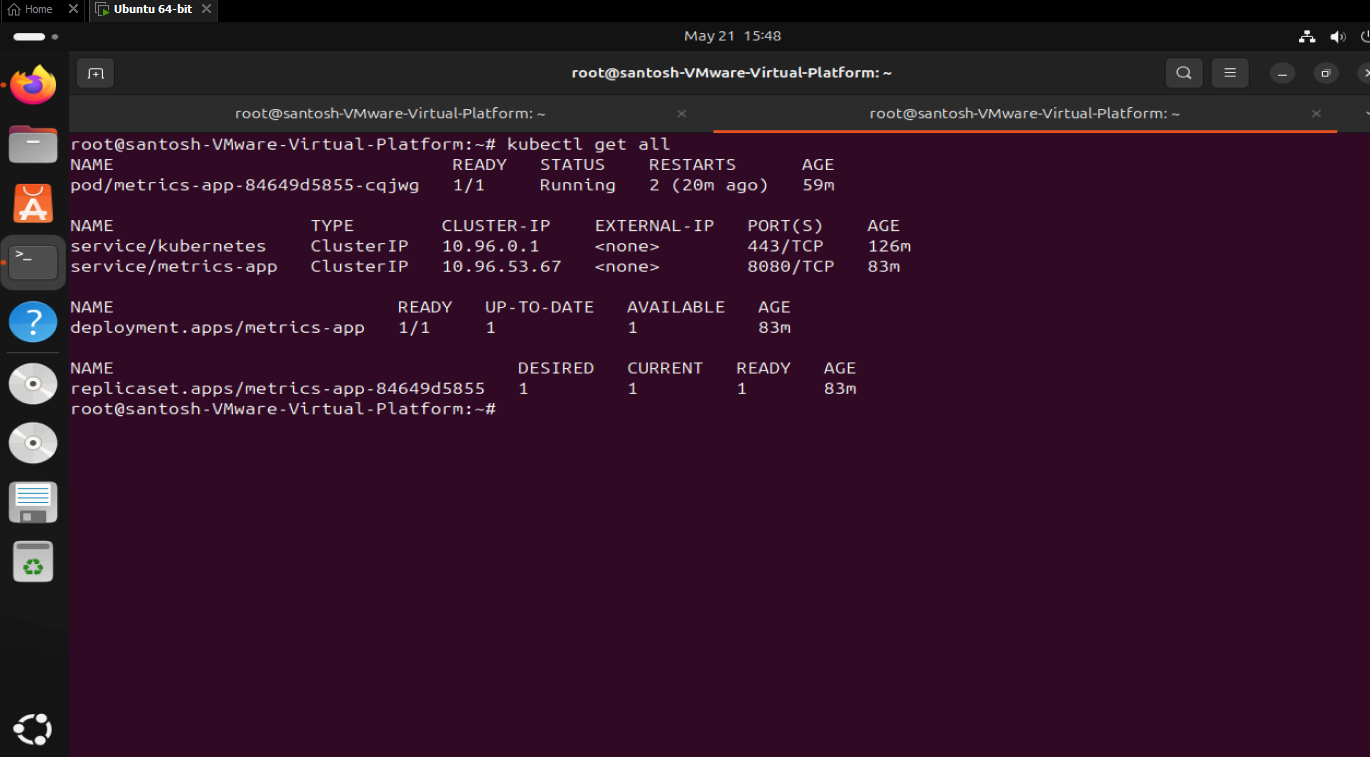 Home
Ubuntu 64-bit
May 21 15:48
root@santosh-VMware-Virtual-Platform: ~
root@santosh-VMware-Virtual-Platform: ~
root@santosh-VMware-Virtual-Platform: ~
root@santosh-VMware-Virtual-Platform:~# kubectl get all
NAME READY STATUS RESTARTS AGE
pod/metrics-app-84649d5855-cqjwg 1/1 Running 2 (20m ago) 59m
NAME TYPE CLUSTER-IP EXTERNAL-IP PORT(S) AGE
service/kubernetes ClusterIP 10.96.0.1 <none> 443/TCP 126m
service/metrics-app ClusterIP 10.96.53.67 <none> 8080/TCP 83m
NAME READY UP-TO-DATE AVAILABLE AGE
deployment.apps/metrics-app 1/1 1 1 83m
NAME DESIRED CURRENT READY AGE
replicaset.apps/metrics-app-84649d5855 1 1 1 83m
root@santosh-VMware-Virtual-Platform:~#